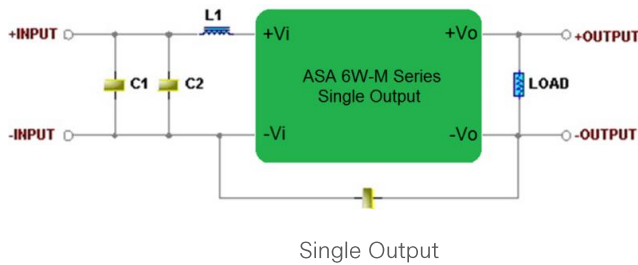 L1
+INPUT
+Vi
+Vo
+OUTPUT
ASA 6W-M Series
Single Output
C1
C2
LOAD
-INPUT
-Vi
-Vo
-OUTPUT
Single Output